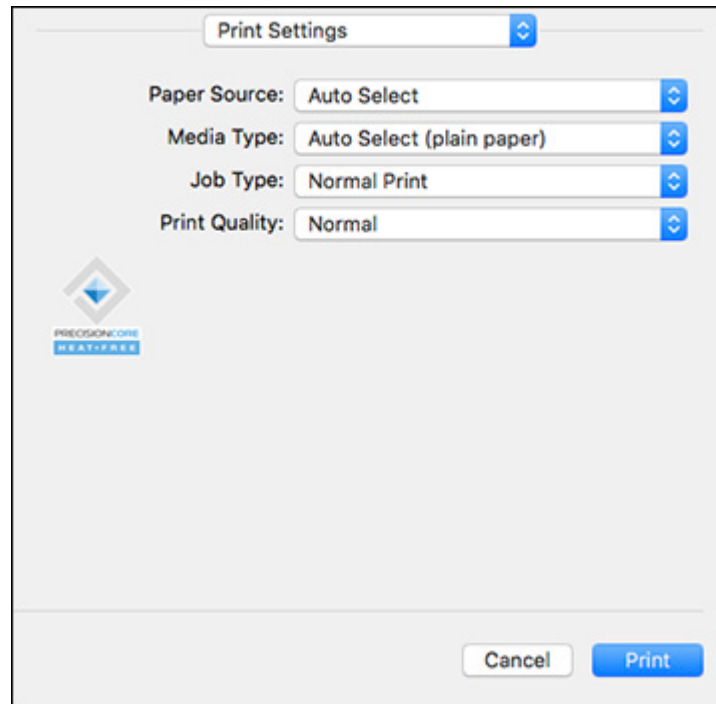 Print Settings
Paper Source: Auto Select
Media Type: Auto Select (plain paper)
Job Type: Normal Print
Print Quality: Normal
PRECISIONCORE
HEAT-FREE
Cancel Print